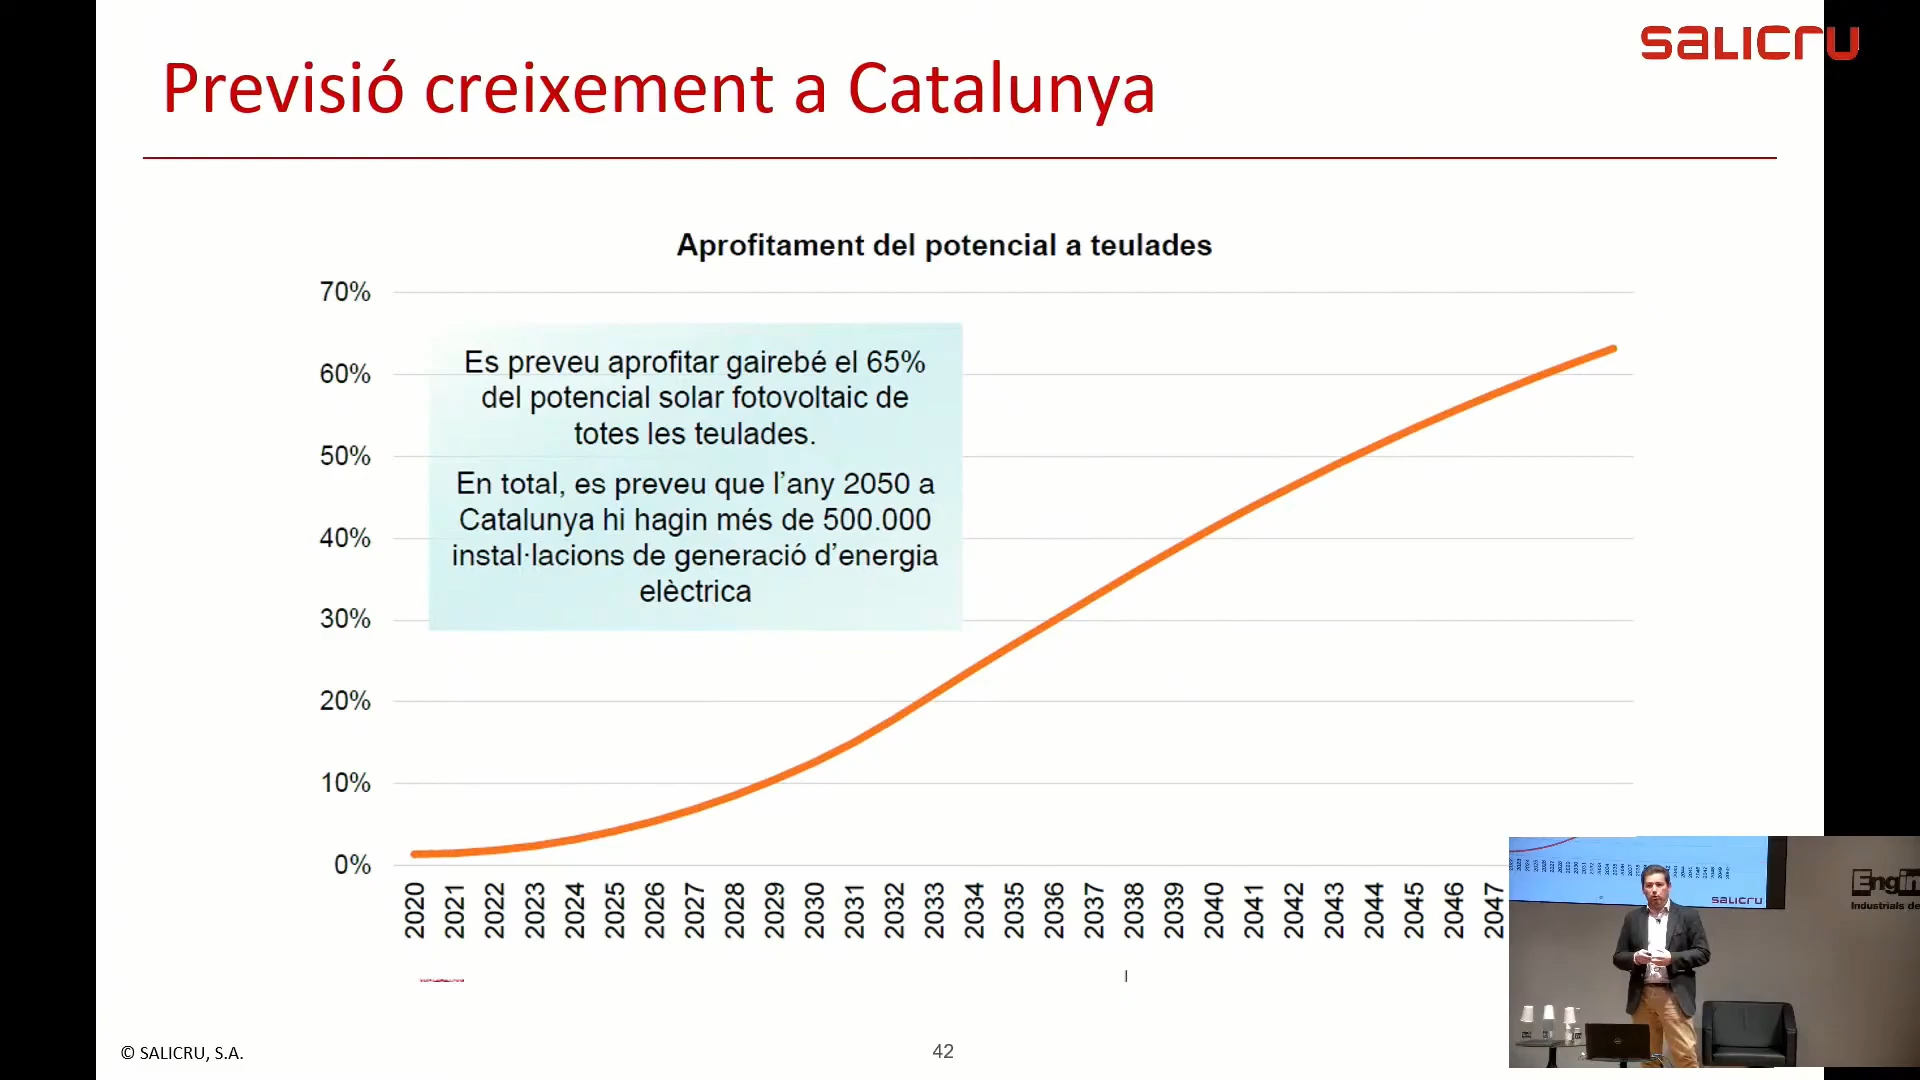 SALICRU
Previsió creixement a Catalunya
Aprofitament del potencial a teulades
70%
60%
50%
40%
30%
20%
10%
0%
Es preveu aprofitar gairebé el 65%
del potencial solar fotovoltaic de
totes les teulades.
En total, es preveu que l’any 2050 a
Catalunya hi hagin més de 500.000
instal·lacions de generació d’energia
elèctrica
2020
2021
2022
2023
2024
2025
2026
2027
2028
2029
2030
2031
2032
2033
2034
2035
2036
2037
2038
2039
2040
2041
2042
2043
2044
2045
2046
2047
SALICRU
Engin
Industrials de
© SALICRU, S.A.
42